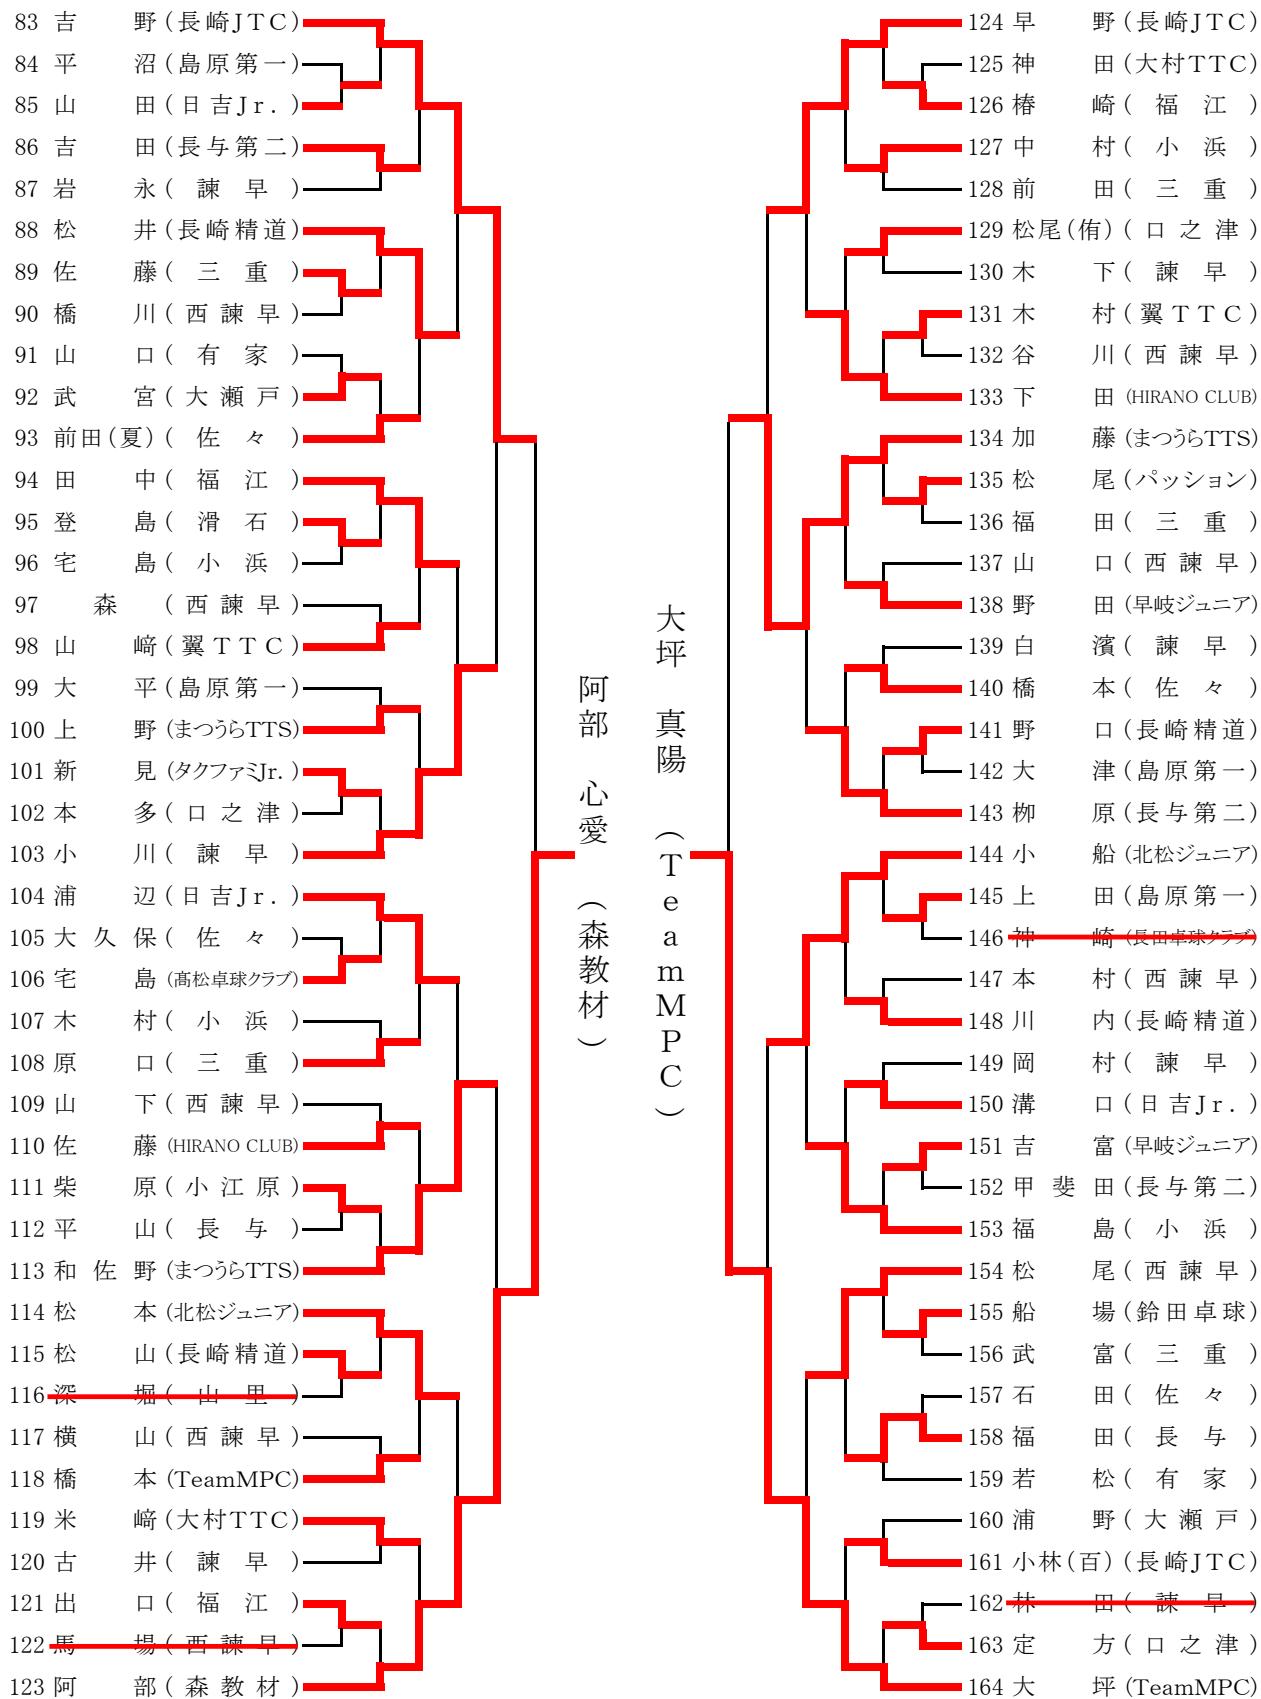 83 吉 野 (長崎JTC)
84 平 沼 (島原第一)
85 山 田 (日吉Jr.)
86 吉 田 (長与第二)
87 岩 永 (諫早)
88 松 井 (長崎精道)
89 佐 藤 (三重)
90 橋 川 (西諫早)
91 山 口 (有家)
92 武 宮 (大瀬戸)
93 前田(夏) (佐々)
94 田 中 (福江)
95 登 島 (滑石)
96 宅 島 (小浜)
97 森 (西諫早)
98 山 﨑 (翼TTC)
99 大 平 (島原第一)
100 上 野 (まつうらTTS)
101 新 見 (タクファミJr.)
102 本 多 (口之津)
103 小 川 (諫早)
104 浦 辺 (日吉Jr.)
105 大久保 (佐々)
106 宅 島 (髙松卓球クラブ)
107 木 村 (小浜)
108 原 口 (三重)
109 山 下 (西諫早)
110 佐 藤 (HIRANO CLUB)
111 柴 原 (小江原)
112 平 山 (長与)
113 和佐野 (まつうらTTS)
114 松 本 (北松ジュニア)
115 松 山 (長崎精道)
116 深 堀 (山里)
117 横 山 (西諫早)
118 橋 本 (TeamMPC)
119 米 﨑 (大村TTC)
120 古 井 (諫早)
121 出 口 (福江)
122 馬 場 (西諫早)
123 阿 部 (森教材)
阿部 心愛 (森教材)
大坪 真陽 (TeamMPC)
124 早 野 (長崎JTC)
125 神 田 (大村TTC)
126 椿 崎 (福江)
127 中 村 (小浜)
128 前 田 (三重)
129 松尾(侑) (口之津)
130 木 下 (諫早)
131 木 村 (翼TTC)
132 谷 川 (西諫早)
133 下 田 (HIRANO CLUB)
134 加 藤 (まつうらTTS)
135 松 尾 (パッション)
136 福 田 (三重)
137 山 口 (西諫早)
138 野 田 (早岐ジュニア)
139 白 濱 (諫早)
140 橋 本 (佐々)
141 野 口 (長崎精道)
142 大 津 (島原第一)
143 栁 原 (長与第二)
144 小 船 (北松ジュニア)
145 上 田 (島原第一)
146 神 崎 (長田卓球クラブ)
147 本 村 (西諫早)
148 川 内 (長崎精道)
149 岡 村 (諫早)
150 溝 口 (日吉Jr.)
151 吉 富 (早岐ジュニア)
152 甲斐田 (長与第二)
153 福 島 (小浜)
154 松 尾 (西諫早)
155 船 場 (鈴田卓球)
156 武 富 (三重)
157 石 田 (佐々)
158 福 田 (長与)
159 若 松 (有家)
160 浦 野 (大瀬戸)
161 小林(百) (長崎JTC)
162 林 田 (諫早)
163 定 方 (口之津)
164 大 坪 (TeamMPC)